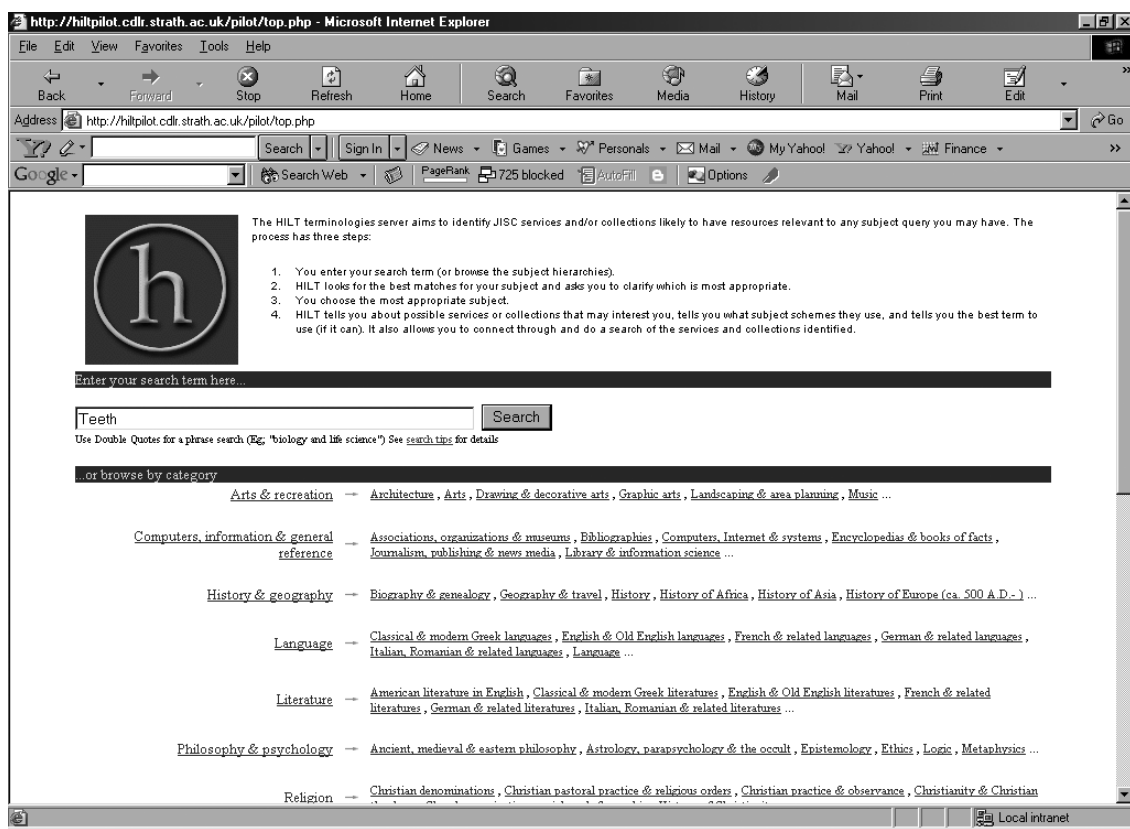 http://hiltpilot.cdlr.strath.ac.uk/pilot/top.php - Microsoft Internet Explorer
File Edit View Favorites Tools Help
Back Forward Stop Refresh Home Search Favorites Media History Mail Print Edit »
Address http://hiltpilot.cdlr.strath.ac.uk/pilot/top.php Go
Y? Search Sign In News Games Personals Mail My Yahoo! Y? Yahoo! Finance »
Google Search Web PageRank 725 blocked AutoFill Options
h
The HILT terminologies server aims to identify JISC services and/or collections likely to have resources relevant to any subject query you may have. The
process has three steps:
1. You enter your search term (or browse the subject hierarchies).
2. HILT looks for the best matches for your subject and asks you to clarify which is most appropriate.
3. You choose the most appropriate subject.
4. HILT tells you about possible services or collections that may interest you, tells you what subject schemes they use, and tells you the best term to
use (if it can). It also allows you to connect through and do a search of the services and collections identified.
Enter your search term here...
Teeth Search
Use Double Quotes for a phrase search (Eg; "biology and life science") See search tips for details
...or browse by category
Arts & recreation → Architecture , Arts , Drawing & decorative arts , Graphic arts , Landscaping & area planning , Music ...
Computers, information & general
reference → Associations, organizations & museums , Bibliographies , Computers, Internet & systems , Encyclopedias & books of facts ,
Journalism, publishing & news media , Library & information science ...
History & geography → Biography & genealogy , Geography & travel , History , History of Africa , History of Asia , History of Europe (ca. 500 A.D.- ) ...
Language → Classical & modern Greek languages , English & Old English languages , French & related languages , German & related languages ,
Italian, Romanian & related languages , Language ...
Literature → American literature in English , Classical & modern Greek literatures , English & Old English literatures , French & related
literatures , German & related literatures , Italian, Romanian & related literatures ...
Philosophy & psychology → Ancient, medieval & eastern philosophy , Astrology, parapsychology & the occult , Epistemology , Ethics , Logic , Metaphysics ...
Religion → Christian denominations , Christian pastoral practice & religious orders , Christian practice & observance , Christianity & Christian
Local intranet